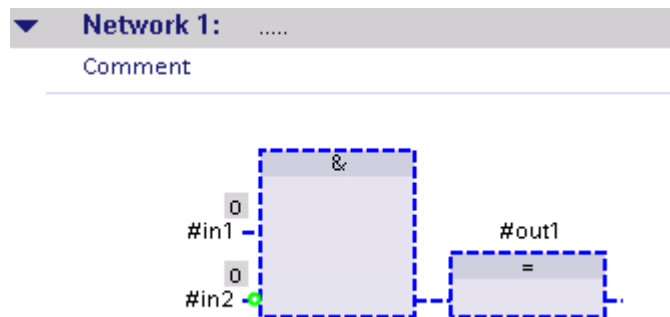 Network 1: .....
Comment
&
0
#in1
#out1
=
0
#in2